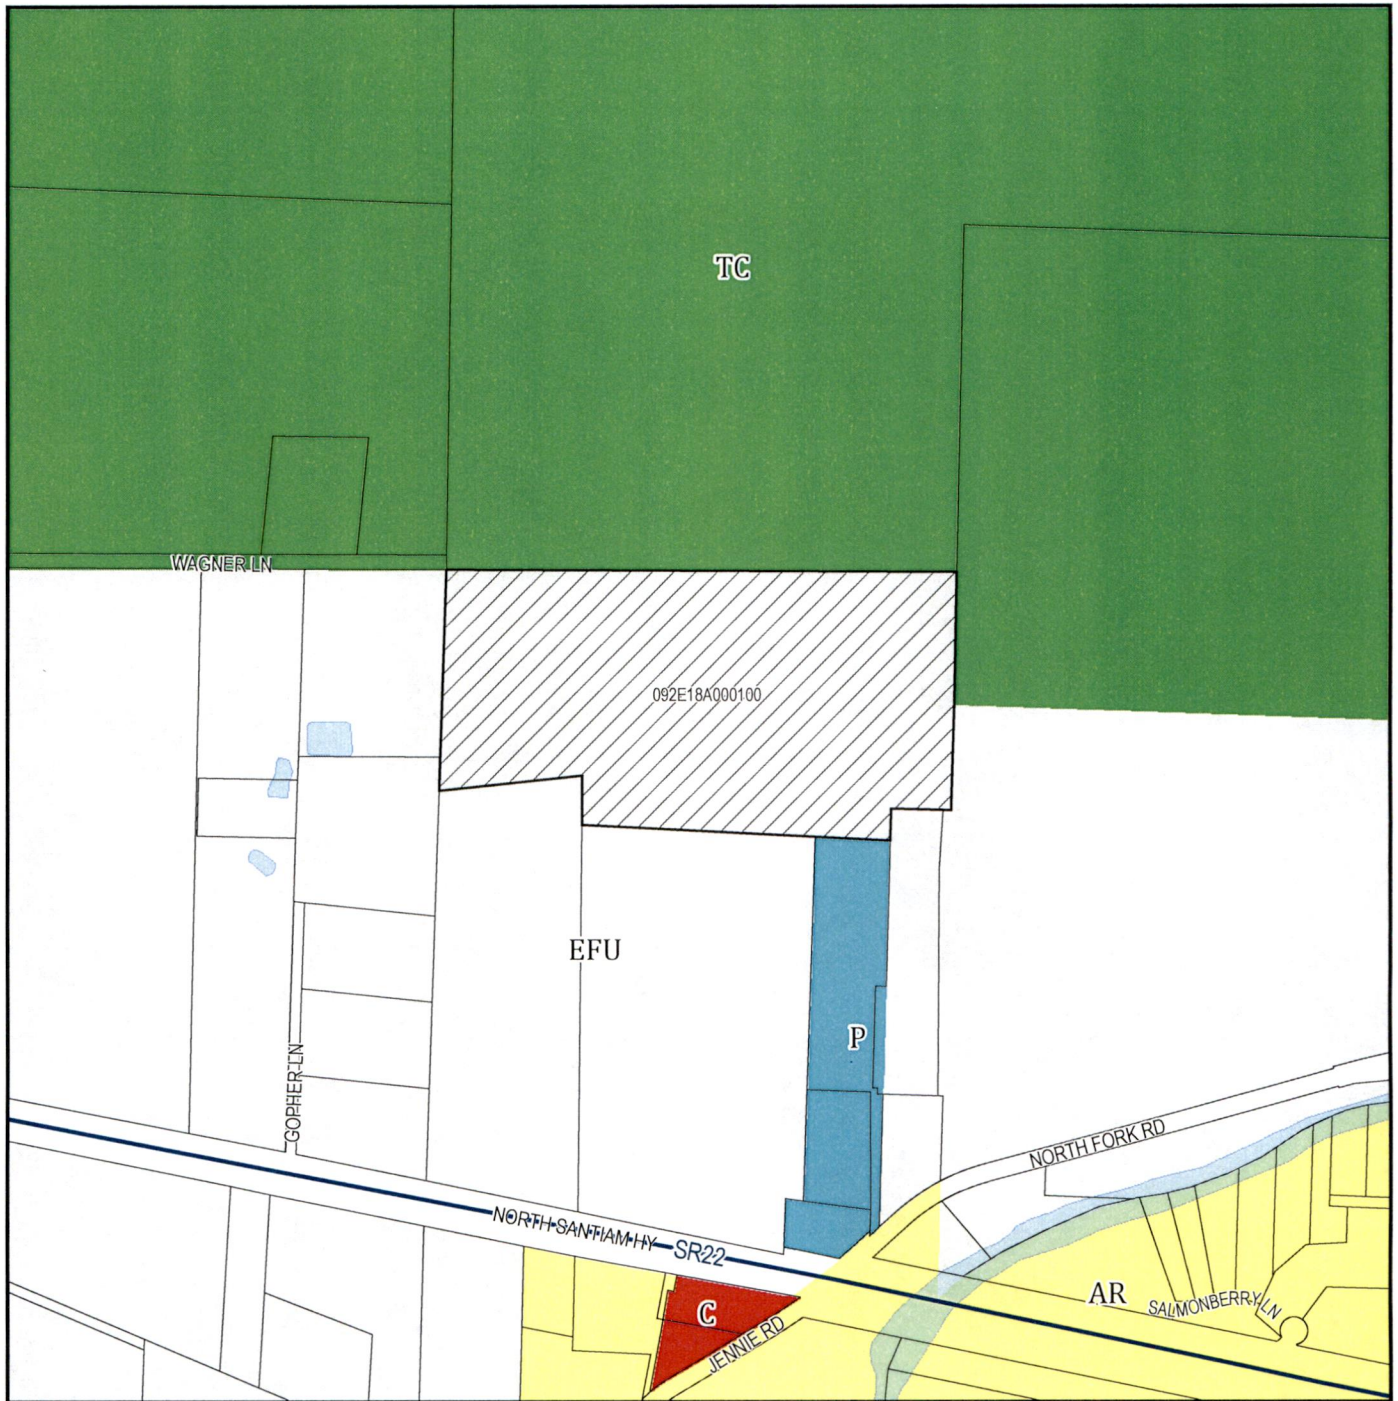 TC
WAGNER LN
092E18A000100
EFU
P
GOPHER LN
NORTH FORK RD
NORTH SANTIAM HY
SR22
AR
SALMONBERRY LN
C
JENNIE RD